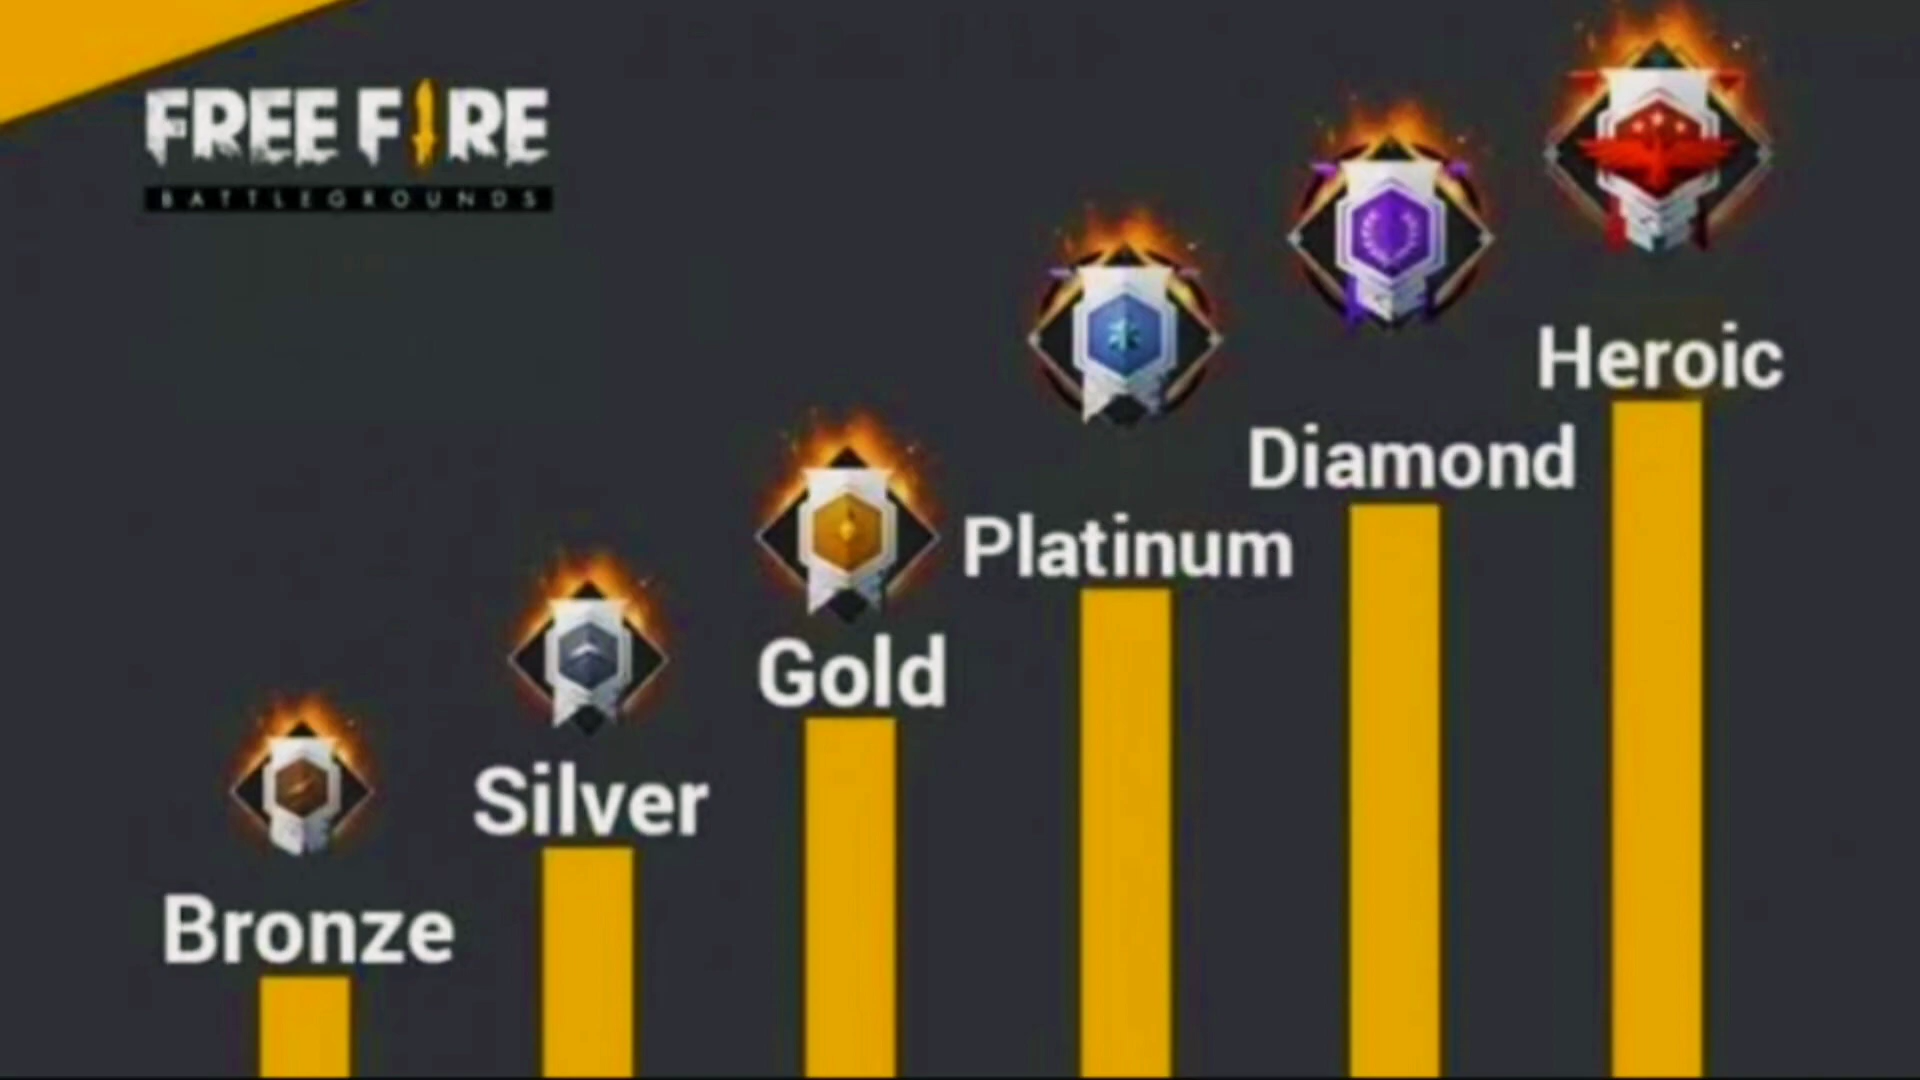 FREE FIRE
BATTLEGROUNDS
Heroic
Diamond
Platinum
Gold
Silver
Bronze